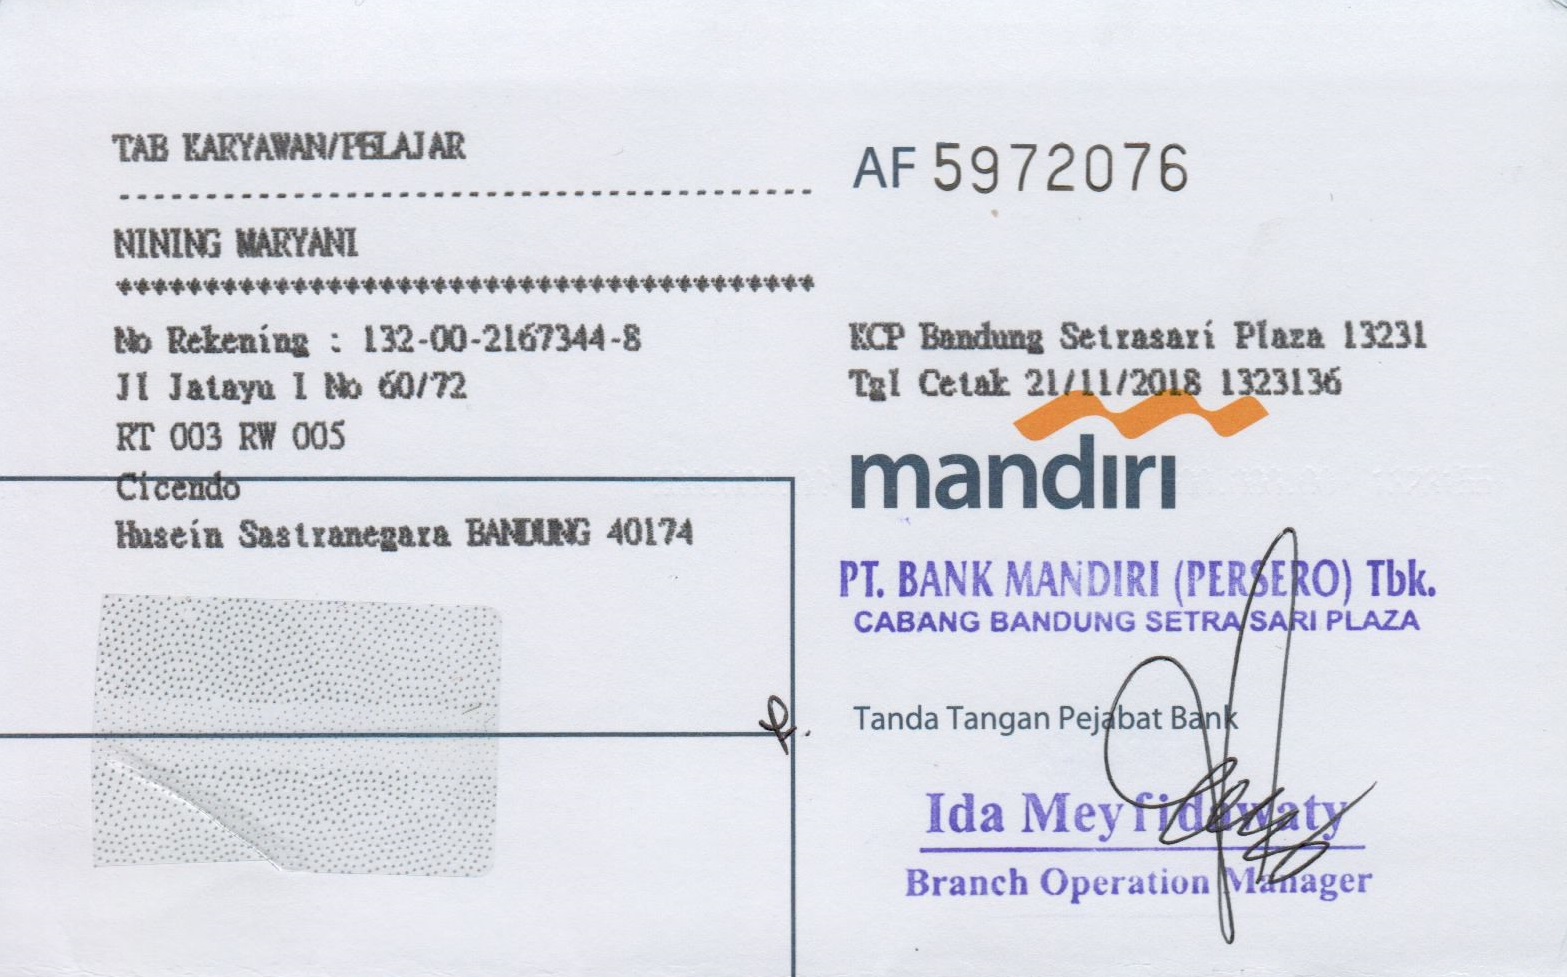 TAB KARYAWAN/PELAJAR
AF 5972076
----------------------------------------
NINING MARYANI
****************************************
No Rekening : 132-00-2167344-8
Jl Jatayu I No 60/72
RT 003 RW 005
Cicendo
Husein Sastranegara BANDUNG 40174
KCP Bandung Setrasari Plaza 13231
Tgl Cetak 21/11/2018 1323136
mandırı
PT. BANK MANDIRI (PERSERO) Tbk.
CABANG BANDUNG SETRA SARI PLAZA
Tanda Tangan Pejabat Bank
Ida Meyfidawaty
Branch Operation Manager